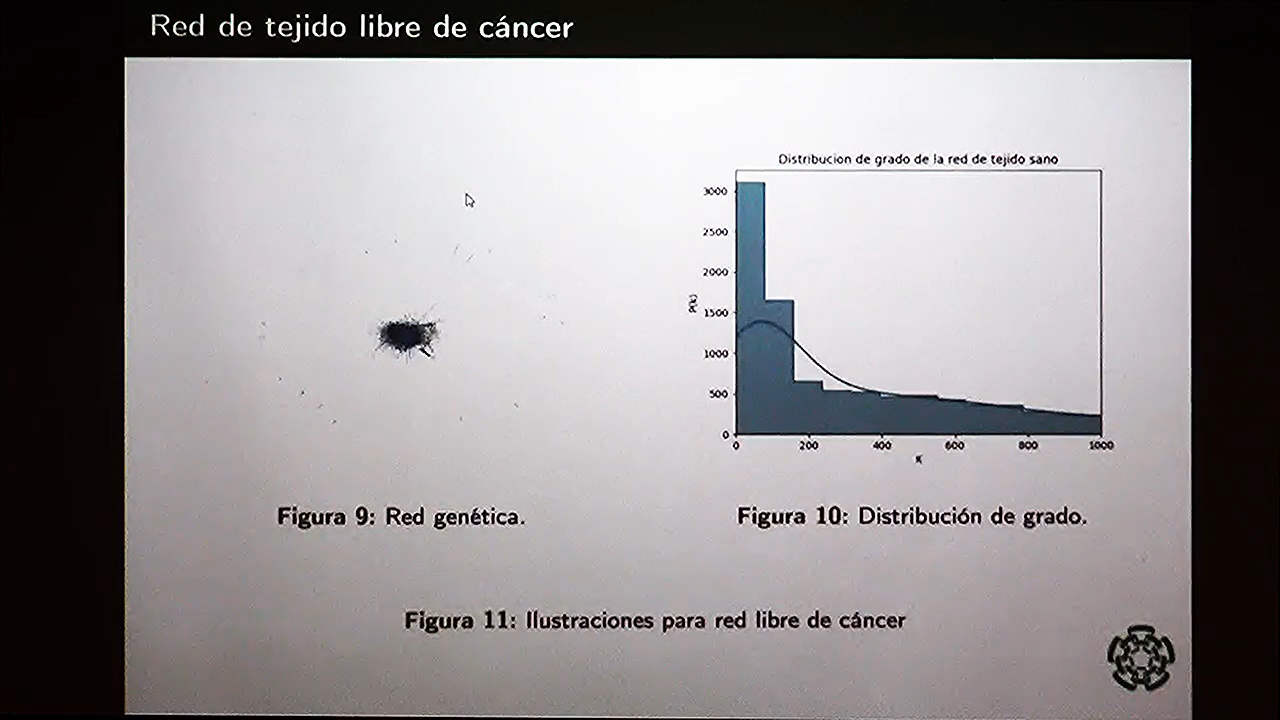 Red de tejido libre de cáncer
Distribucion de grado de la red de tejido sano
3000
2500
2000
1500
1000
500
0
P(k)
0 200 400 600 800 1000
K
Figura 9: Red genética.
Figura 10: Distribución de grado.
Figura 11: Ilustraciones para red libre de cáncer